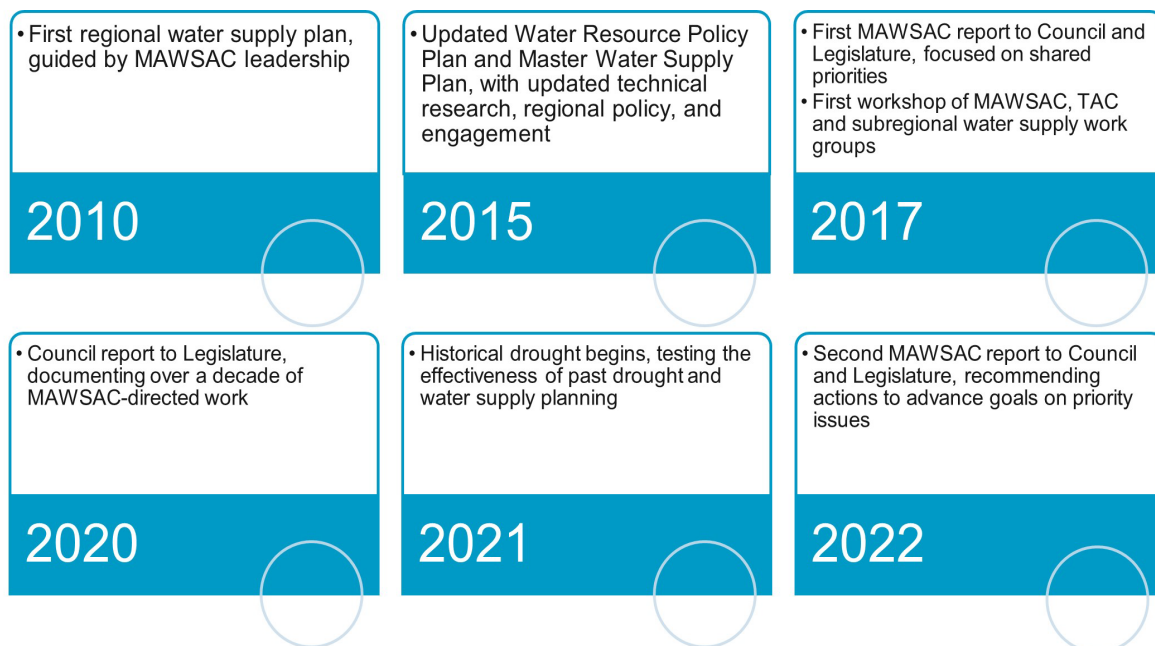 • First regional water supply plan,
guided by MAWSAC leadership
2010
• Updated Water Resource Policy
Plan and Master Water Supply
Plan, with updated technical
research, regional policy, and
engagement
2015
• First MAWSAC report to Council and
Legislature, focused on shared
priorities
• First workshop of MAWSAC, TAC
and subregional water supply work
groups
2017
• Council report to Legislature,
documenting over a decade of
MAWSAC-directed work
2020
• Historical drought begins, testing the
effectiveness of past drought and
water supply planning
2021
• Second MAWSAC report to Council
and Legislature, recommending
actions to advance goals on priority
issues
2022